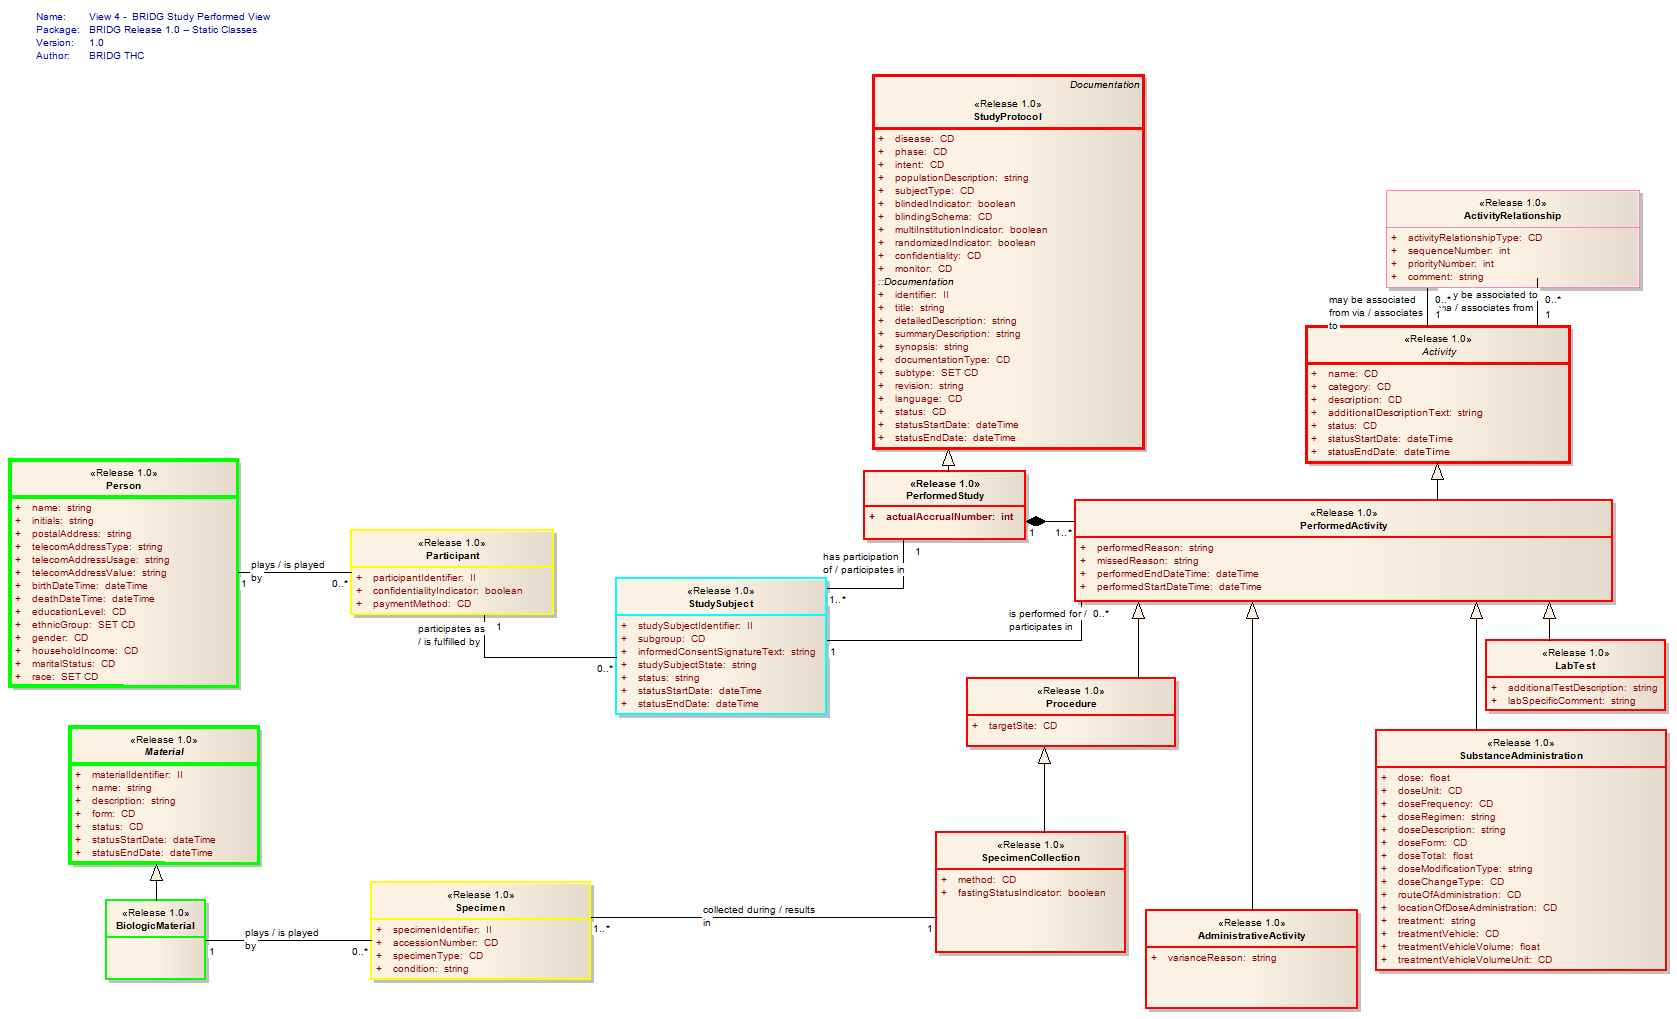 Name: View 4 - BRIDG Study Performed View
Package: BRIDG Release 1.0 -- Static Classes
Version: 1.0
Author: BRIDG THC
Documentation
«Release 1.0»
StudyProtocol
+ disease: CD
+ phase: CD
+ intent: CD
+ populationDescription: string
+ subjectType: CD
+ blindedIndicator: boolean
+ blindingSchema: CD
+ multiInstitutionIndicator: boolean
+ randomizedIndicator: boolean
+ confidentiality: CD
+ monitor: CD
::Documentation
+ identifier: II
+ title: string
+ detailedDescription: string
+ summaryDescription: string
+ synopsis: string
+ documentationType: CD
+ subtype: SET CD
+ revision: string
+ language: CD
+ status: CD
+ statusStartDate: dateTime
+ statusEndDate: dateTime
«Release 1.0»
ActivityRelationship
+ activityRelationshipType: CD
+ sequenceNumber: int
+ priorityNumber: int
+ comment: string
may be associated
from via / associates
to
0..*
1
y be associated to
via / associates from
0..*
1
«Release 1.0»
Activity
+ name: CD
+ category: CD
+ description: CD
+ additionalDescriptionText: string
+ status: CD
+ statusStartDate: dateTime
+ statusEndDate: dateTime
«Release 1.0»
Person
+ name: string
+ initials: string
+ postalAddress: string
+ telecomAddressType: string
+ telecomAddressUsage: string
+ telecomAddressValue: string
+ birthDateTime: dateTime
+ deathDateTime: dateTime
+ educationLevel: CD
+ ethnicGroup: SET CD
+ gender: CD
+ householdIncome: CD
+ maritalStatus: CD
+ race: SET CD
plays / is played
by
1
0..*
«Release 1.0»
Participant
+ participantIdentifier: II
+ confidentialityIndicator: boolean
+ paymentMethod: CD
participates as
/ is fulfilled by
1
0..*
«Release 1.0»
PerformedStudy
+ actualAccrualNumber: int
1
1..*
has participation
of / participates in
1
1..*
«Release 1.0»
StudySubject
+ studySubjectIdentifier: II
+ subgroup: CD
+ informedConsentSignatureText: string
+ studySubjectState: string
+ status: string
+ statusStartDate: dateTime
+ statusEndDate: dateTime
is performed for /
participates in
0..*
1
«Release 1.0»
PerformedActivity
+ performedReason: string
+ missedReason: string
+ performedEndDateTime: dateTime
+ performedStartDateTime: dateTime
«Release 1.0»
LabTest
+ additionalTestDescription: string
+ labSpecificComment: string
«Release 1.0»
Procedure
+ targetSite: CD
«Release 1.0»
SubstanceAdministration
+ dose: float
+ doseUnit: CD
+ doseFrequency: CD
+ doseRegimen: string
+ doseDescription: string
+ doseForm: CD
+ doseTotal: float
+ doseModificationType: string
+ doseChangeType: CD
+ routeOfAdministration: CD
+ locationOfDoseAdministration: CD
+ treatment: string
+ treatmentVehicle: CD
+ treatmentVehicleVolume: float
+ treatmentVehicleVolumeUnit: CD
«Release 1.0»
Material
+ materialIdentifier: II
+ name: string
+ description: string
+ form: CD
+ status: CD
+ statusStartDate: dateTime
+ statusEndDate: dateTime
«Release 1.0»
BiologicMaterial
plays / is played
by
1
0..*
«Release 1.0»
Specimen
+ specimenIdentifier: II
+ accessionNumber: CD
+ specimenType: CD
+ condition: string
collected during / results
in
1..*
1
«Release 1.0»
SpecimenCollection
+ method: CD
+ fastingStatusIndicator: boolean
«Release 1.0»
AdministrativeActivity
+ varianceReason: string